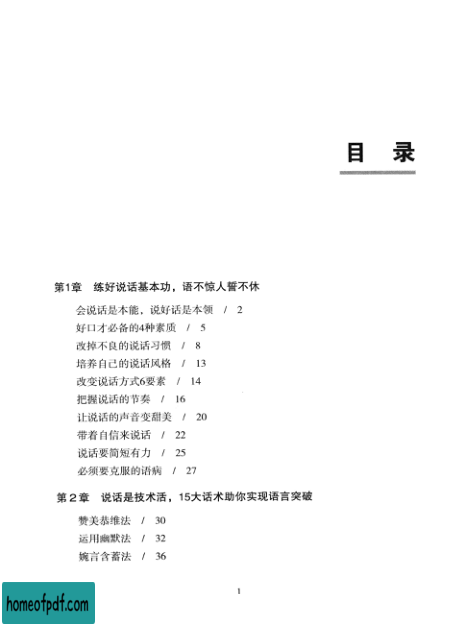 目 录
第1章 练好说话基本功，语不惊人誓不休
会说话是本能，说好话是本领 / 2
好口才必备的4种素质 / 5
改掉不良的说话习惯 / 8
培养自己的说话风格 / 13
改变说话方式6要素 / 14
把握说话的节奏 / 16
让说话的声音变甜美 / 20
带着自信来说话 / 22
说话要简短有力 / 25
必须要克服的语病 / 27
第2章 说话是技术活，15大话术助你实现语言突破
赞美恭维法 / 30
运用幽默法 / 32
婉言含蓄法 / 36
1
homeofpdf.com